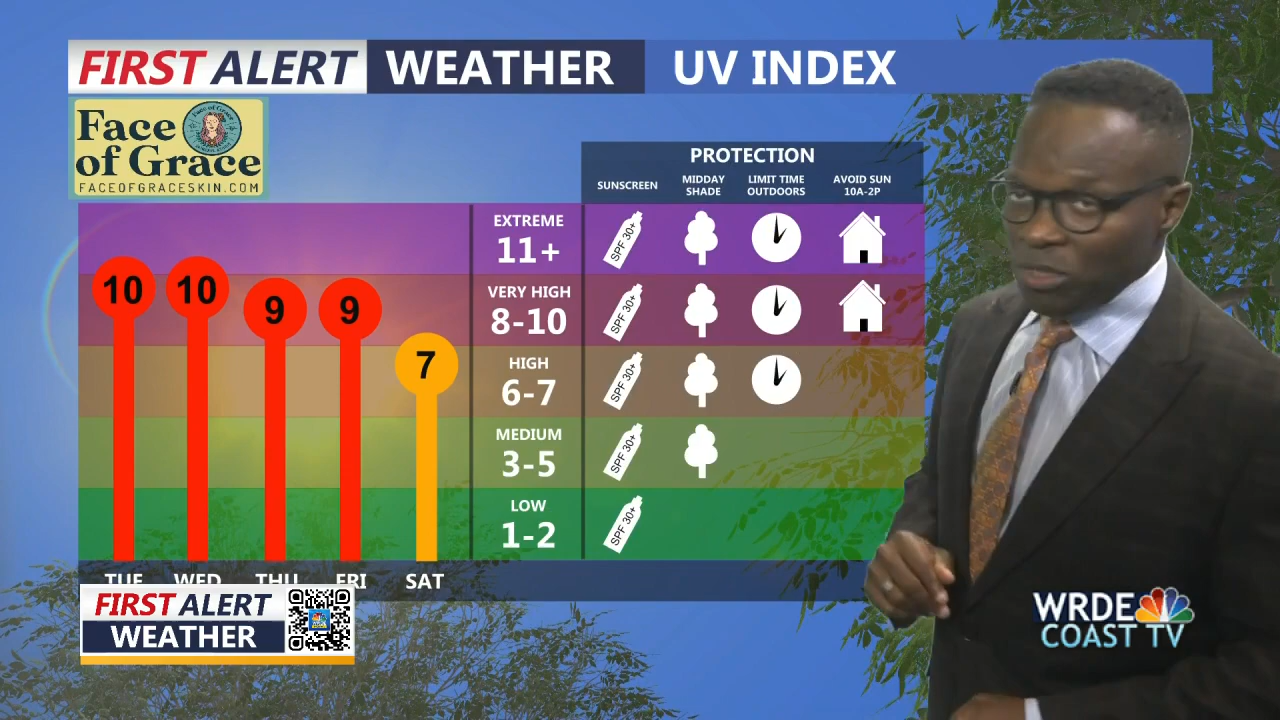 FIRST ALERT WEATHER UV INDEX
Face
of Grace
FACEOFGRACESKIN.COM
PROTECTION
SUNSCREEN
MIDDAY
SHADE
LIMIT TIME
OUTDOORS
AVOID SUN
10A-2P
EXTREME
11+
SPF 30+
10
10
9
9
7
VERY HIGH
8-10
SPF 30+
HIGH
6-7
SPF 30+
MEDIUM
3-5
SPF 30+
LOW
1-2
SPF 30+
TUE WED THU FRI SAT
FIRST ALERT
WEATHER
WRDE
COAST TV